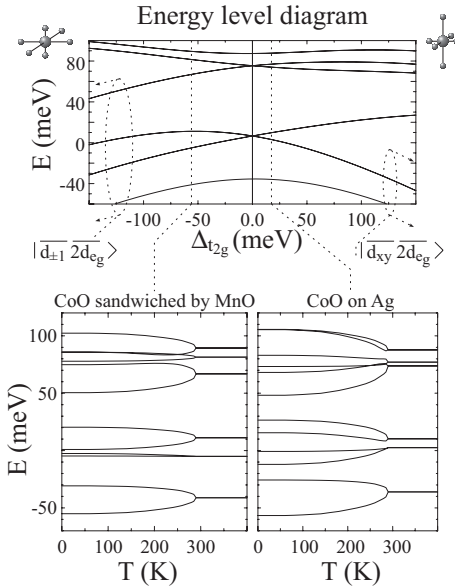 Energy level diagram
E (meV)
80
40
0
-40
-100
-50
0.0
50
100
Δt2g (meV)
|d±1 2deg⟩
|dxy 2deg⟩
CoO sandwiched by MnO
CoO on Ag
E (meV)
100
50
-50
0
100
200
300
0
100
200
300
400
T (K)
T (K)